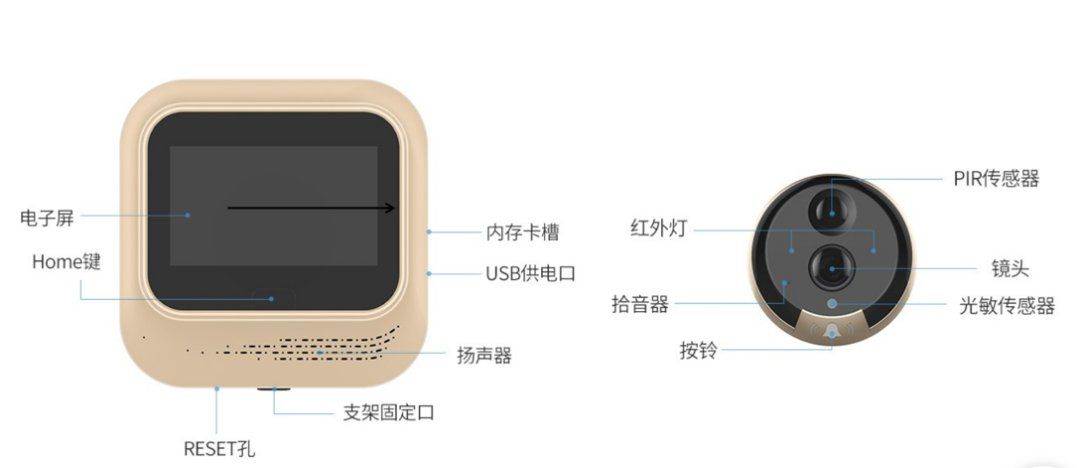 电子屏
Home键
内存卡槽
USB供电口
扬声器
支架固定口
RESET孔
PIR传感器
红外灯
镜头
拾音器
光敏传感器
按铃